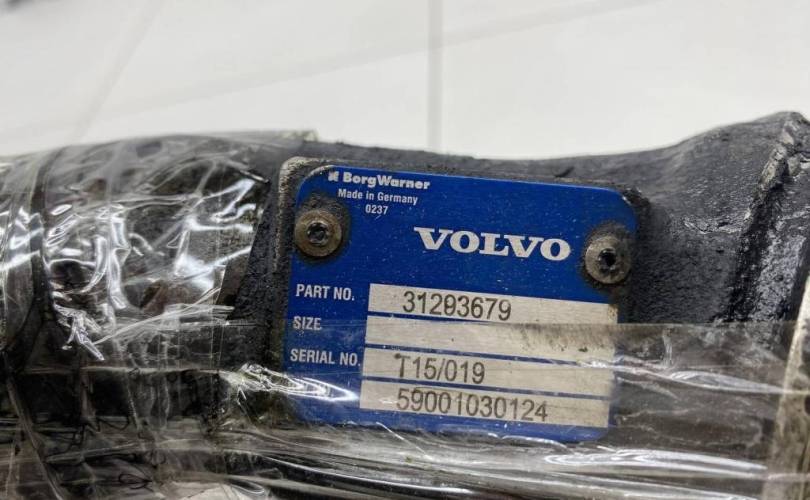 BorgWarner
Made in Germany
0237
VOLVO
PART NO. 31293679
SIZE
SERIAL NO. T15/019
59001030124